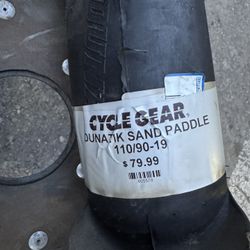 CYCLE GEAR
DUNATIK SAND PADDLE
110/90-19
$ 79.99